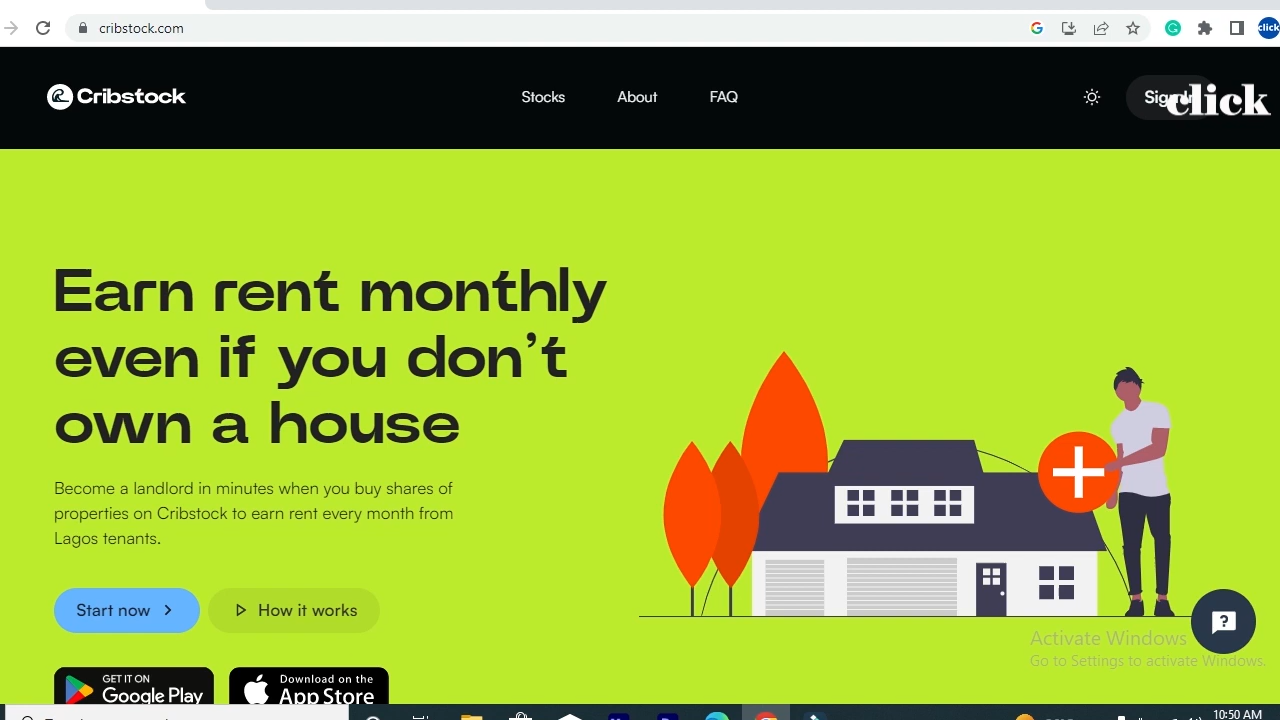 cribstock.com
click
Cribstock
Stocks
About
FAQ
click
Earn rent monthly
even if you don't
own a house
Become a landlord in minutes when you buy shares of
properties on Cribstock to earn rent every month from
Lagos tenants.
Start now
How it works
Activate Windows
Go to Settings to activate Windows.
GET IT ON
Google Play
Download on the
App Store
10:50 AM